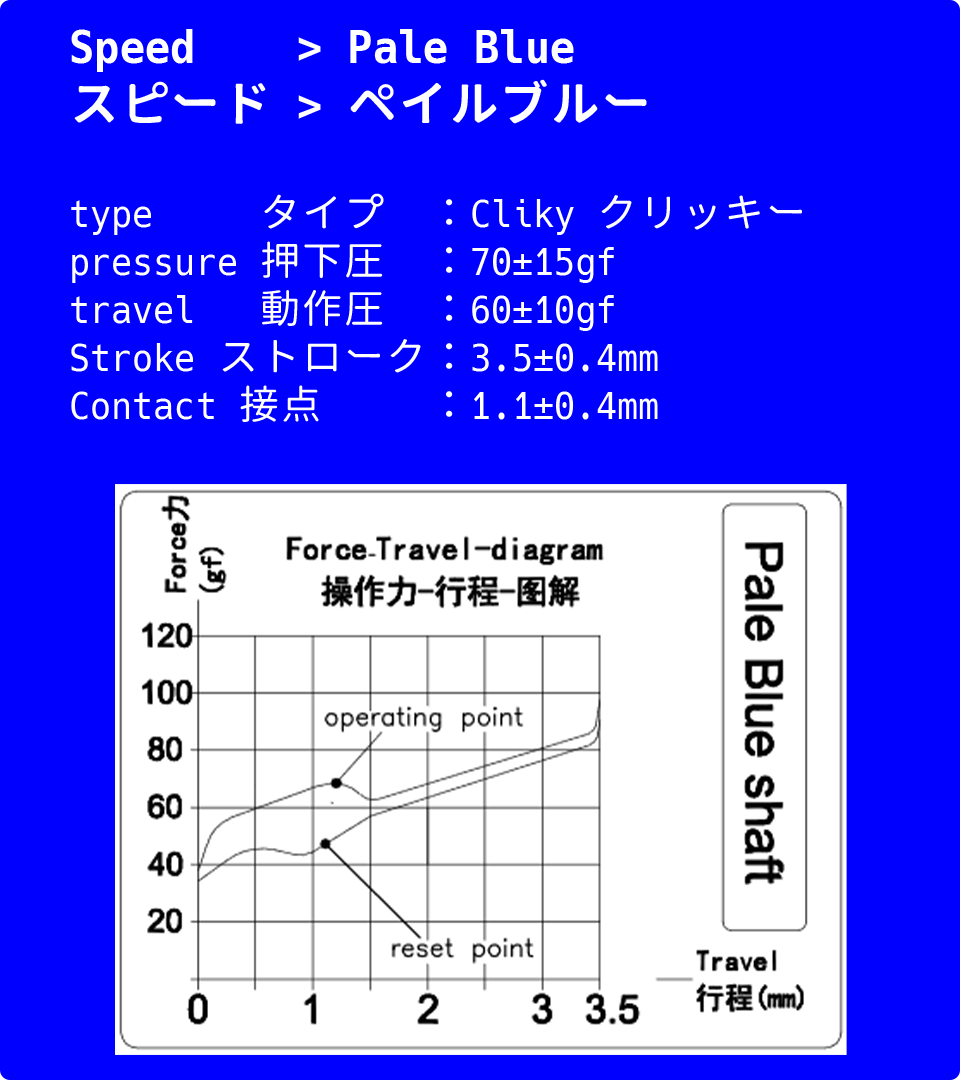 Speed > Pale Blue
スピード > ペイルブルー
type タイプ ：Cliky クリッキー
pressure 押下圧 ：70±15gf
travel 動作圧 ：60±10gf
Stroke ストローク：3.5±0.4mm
Contact 接点 ：1.1±0.4mm
Force力
(gf)
Force-Travel-diagram
操作力-行程-图解
Pale Blue shaft
120
100
80
60
40
20
operating point
reset point
0 1 2 3 3.5
Travel
行程(mm)